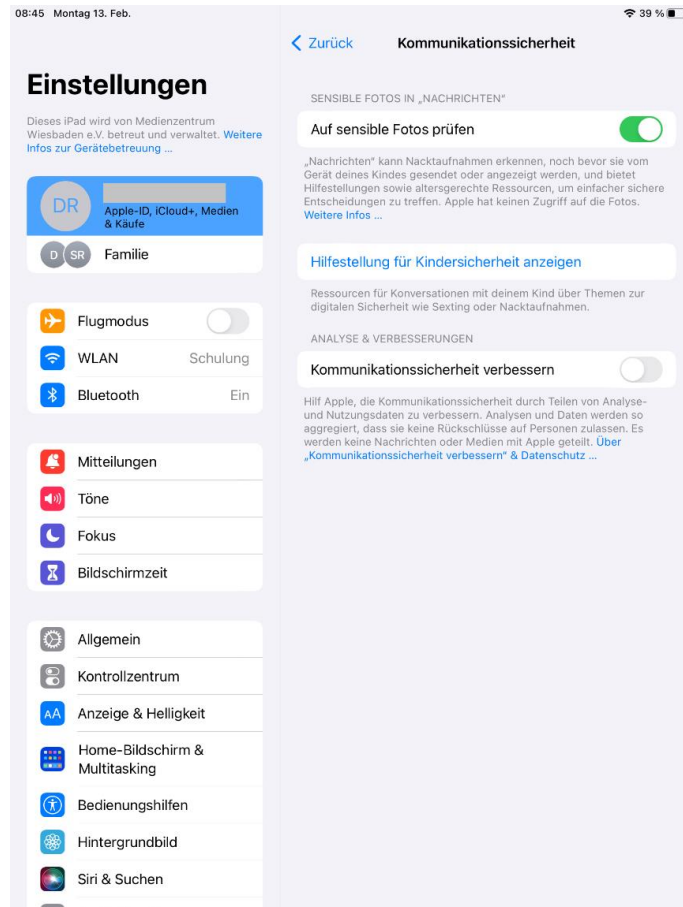 08:45 Montag 13. Feb.
39 %
Einstellungen
Dieses iPad wird von Medienzentrum
Wiesbaden e.V. betreut und verwaltet. Weitere
Infos zur Gerätebetreuung ...
DR
Apple-ID, iCloud+, Medien
& Käufe
D
SR
Familie
Flugmodus
WLAN
Schulung
Bluetooth
Ein
Mitteilungen
Töne
Fokus
Bildschirmzeit
Allgemein
Kontrollzentrum
AA
Anzeige & Helligkeit
Home-Bildschirm &
Multitasking
Bedienungshilfen
Hintergrundbild
Siri & Suchen
Zurück
Kommunikationssicherheit
SENSIBLE FOTOS IN „NACHRICHTEN“
Auf sensible Fotos prüfen
„Nachrichten“ kann Nacktaufnahmen erkennen, noch bevor sie vom
Gerät deines Kindes gesendet oder angezeigt werden, und bietet
Hilfestellungen sowie altersgerechte Ressourcen, um einfacher sichere
Entscheidungen zu treffen. Apple hat keinen Zugriff auf die Fotos.
Weitere Infos ...
Hilfestellung für Kindersicherheit anzeigen
Ressourcen für Konversationen mit deinem Kind über Themen zur
digitalen Sicherheit wie Sexting oder Nacktaufnahmen.
ANALYSE & VERBESSERUNGEN
Kommunikationssicherheit verbessern
Hilf Apple, die Kommunikationssicherheit durch Teilen von Analyse-
und Nutzungsdaten zu verbessern. Analysen und Daten werden so
aggregiert, dass sie keine Rückschlüsse auf Personen zulassen. Es
werden keine Nachrichten oder Medien mit Apple geteilt. Über
„Kommunikationssicherheit verbessern“ & Datenschutz ...